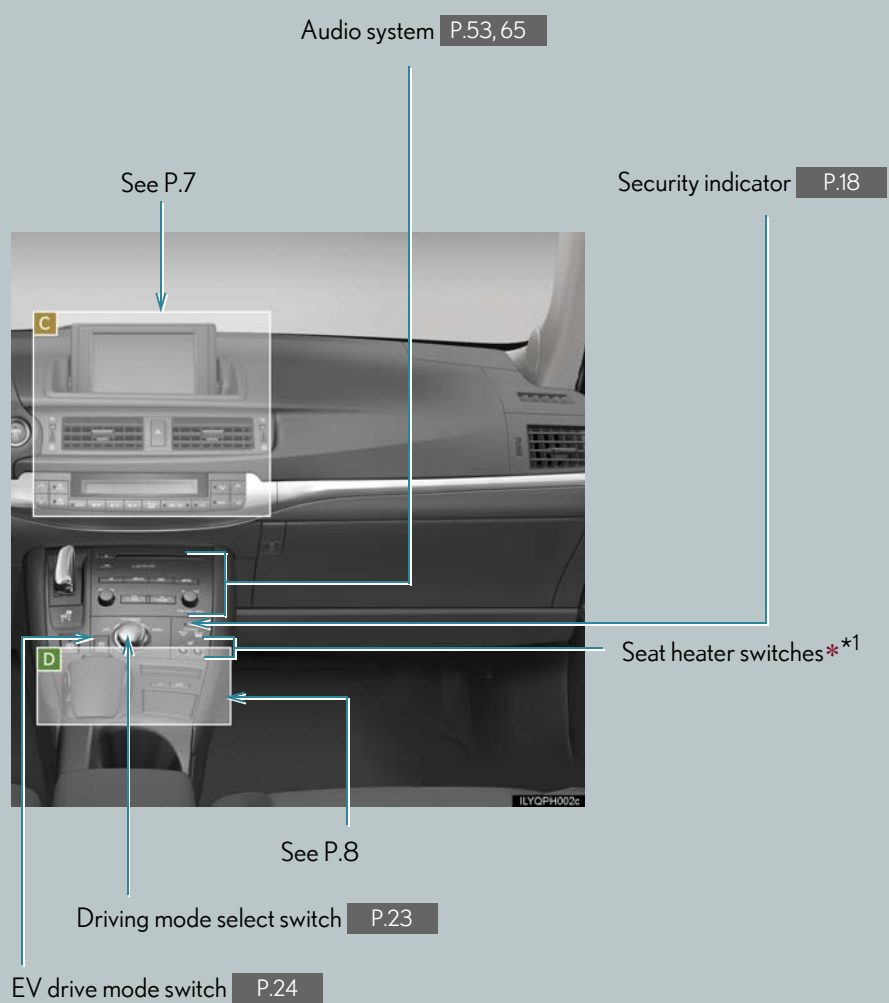 Audio system P.53, 65
See P.7
Security indicator P.18
C
D
Seat heater switches**1
ILYQPH002c
See P.8
Driving mode select switch P.23
EV drive mode switch P.24